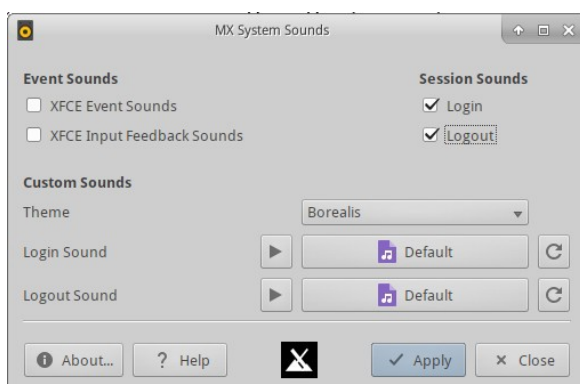 MX System Sounds
Event Sounds
Session Sounds
XFCE Event Sounds
Login
XFCE Input Feedback Sounds
Logout
Custom Sounds
Theme
Borealis
Login Sound
Default
Logout Sound
Default
About...
? Help
Apply
Close